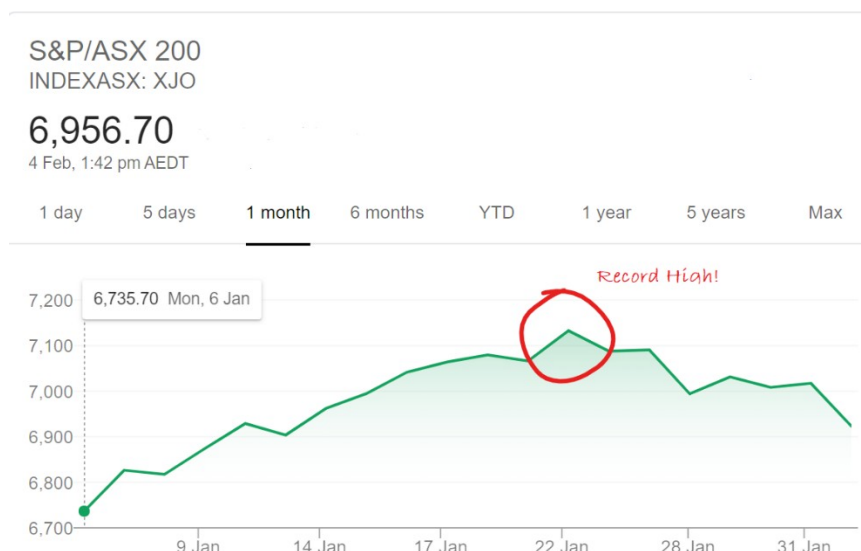 S&P/ASX 200
INDEXASX: XJO
6,956.70
4 Feb, 1:42 pm AEDT
1 day 5 days 1 month 6 months YTD 1 year 5 years Max
Record High!
6,735.70 Mon, 6 Jan
7,200
7,100
7,000
6,900
6,800
6,700
9 Jan 14 Jan 17 Jan 22 Jan 28 Jan 31 Jan